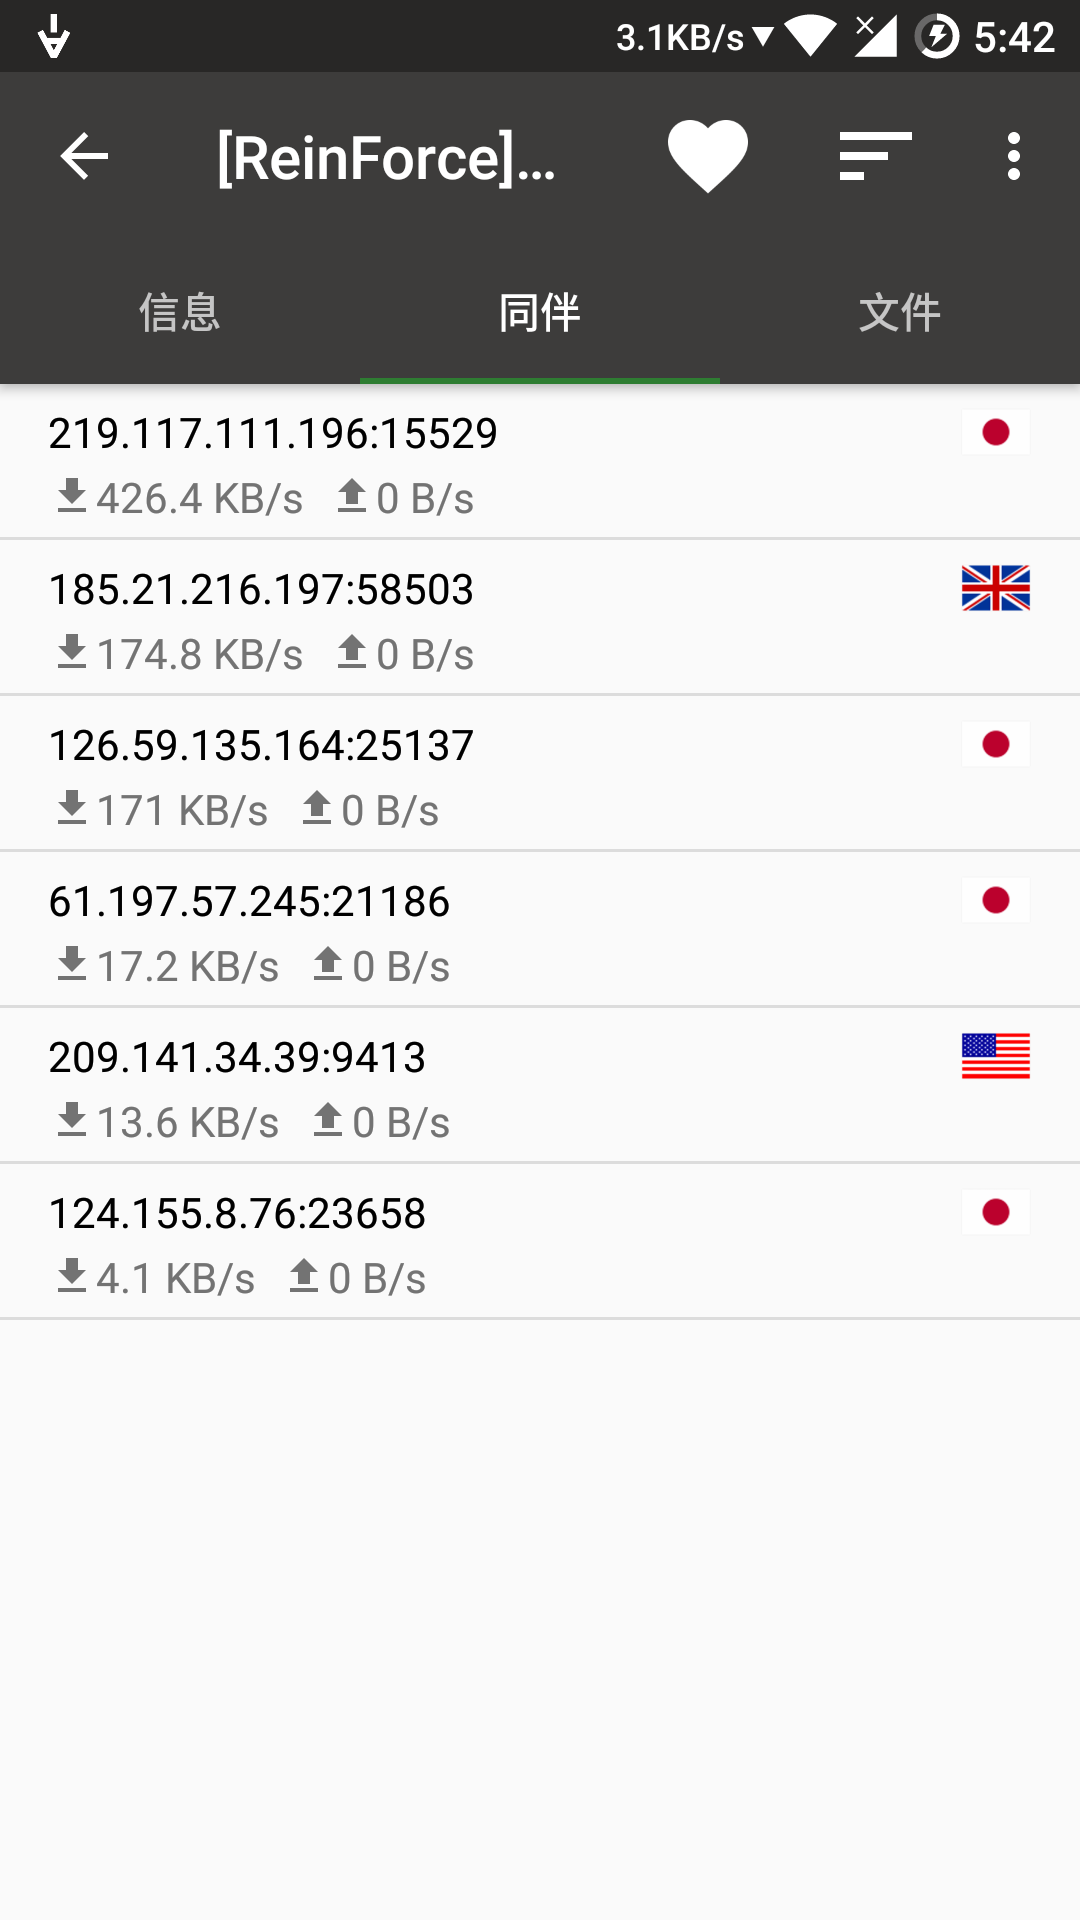 3.1KB/s 5:42
[ReinForce]...
信息 同伴 文件
219.117.111.196:15529
426.4 KB/s 0 B/s
185.21.216.197:58503
174.8 KB/s 0 B/s
126.59.135.164:25137
171 KB/s 0 B/s
61.197.57.245:21186
17.2 KB/s 0 B/s
209.141.34.39:9413
13.6 KB/s 0 B/s
124.155.8.76:23658
4.1 KB/s 0 B/s